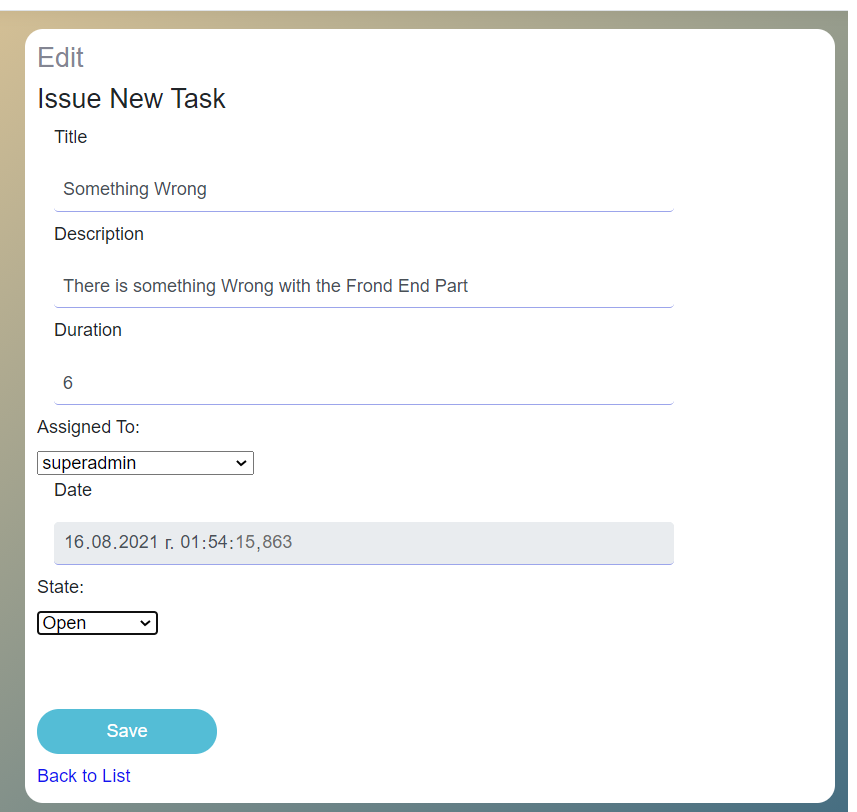 Edit
Issue New Task
Title
Something Wrong
Description
There is something Wrong with the Frond End Part
Duration
6
Assigned To:
superadmin
Date
16.08.2021 г. 01:54:15,863
State:
Open
Save
Back to List